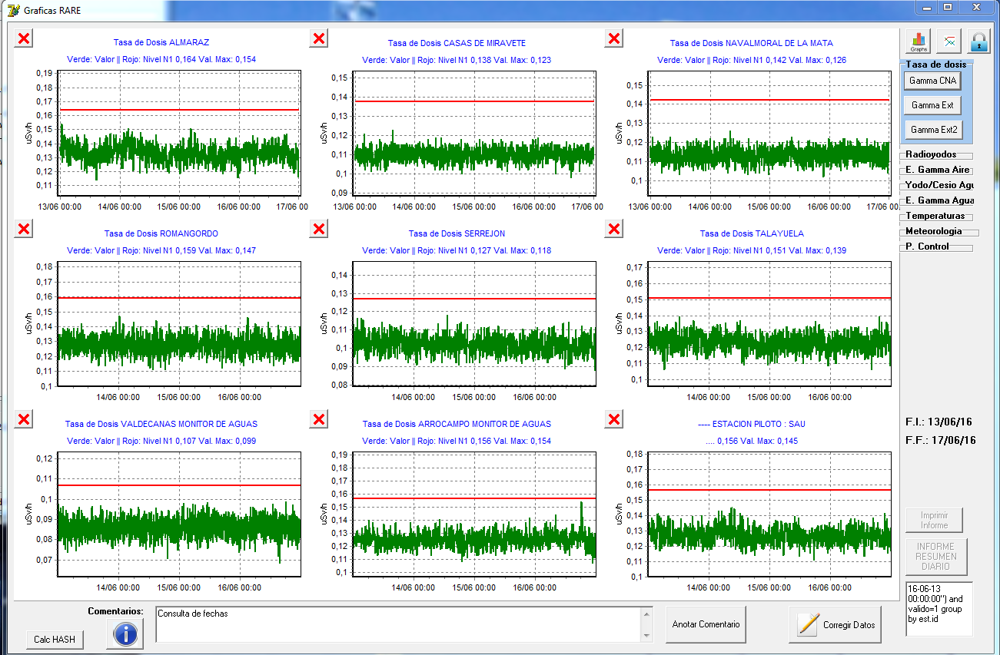 Graficas RARE
Tasa de Dosis ALMARAZ
Verde: Valor || Rojo: Nivel N1 0,164 Val. Max: 0,154
0,19
0,18
0,17
0,16
0,15
0,14
0,13
0,12
0,11
uSv/h
13/06 00:00 14/06 00:00 15/06 00:00 16/06 00:00 17/06 00
Tasa de Dosis CASAS DE MIRAVETE
Verde: Valor || Rojo: Nivel N1 0,138 Val. Max: 0,123
0,15
0,14
0,13
0,12
0,11
0,1
0,09
uSv/h
13/06 00:00 14/06 00:00 15/06 00:00 16/06 00:00 17/06 00
Tasa de Dosis NAVALMORAL DE LA MATA
Verde: Valor || Rojo: Nivel N1 0,142 Val. Max: 0,126
0,15
0,14
0,13
0,12
0,11
0,1
uSv/h
13/06 00:00 14/06 00:00 15/06 00:00 16/06 00:00 17/06 00:
Tasa de Dosis ROMANGORDO
Verde: Valor || Rojo: Nivel N1 0,159 Val. Max: 0,147
0,18
0,17
0,16
0,15
0,14
0,13
0,12
0,11
0,1
uSv/h
14/06 00:00 15/06 00:00 16/06 00:00
Tasa de Dosis SERREJON
Verde: Valor || Rojo: Nivel N1 0,127 Val. Max: 0,118
0,14
0,13
0,12
0,11
0,1
0,09
0,08
uSv/h
14/06 00:00 15/06 00:00 16/06 00:00
Tasa de Dosis TALAYUELA
Verde: Valor || Rojo: Nivel N1 0,151 Val. Max: 0,139
0,17
0,16
0,15
0,14
0,13
0,12
0,11
0,1
uSv/h
14/06 00:00 15/06 00:00 16/06 00:00
Tasa de Dosis VALDECANAS MONITOR DE AGUAS
Verde: Valor || Rojo: Nivel N1 0,107 Val. Max: 0,099
0,12
0,11
0,1
0,09
0,08
0,07
uSv/h
14/06 00:00 15/06 00:00 16/06 00:00
Tasa de Dosis ARROCAMPO MONITOR DE AGUAS
Verde: Valor || Rojo: Nivel N1 0,156 Val. Max: 0,154
0,19
0,18
0,17
0,16
0,15
0,14
0,13
0,12
0,11
0,1
uSv/h
14/06 00:00 15/06 00:00 16/06 00:00
---- ESTACION PILOTO : SAU
.... 0,156 Val. Max: 0,145
0,18
0,17
0,16
0,15
0,14
0,13
0,12
0,11
0,1
uSv/h
14/06 00:00 15/06 00:00 16/06 00:00
Graphs
Tasa de dosis
Gamma CNA
Gamma Ext
Gamma Ext2
Radioyodos
E. Gamma Aire
Yodo/Cesio Agu
E. Gamma Agua
Temperaturas
Meteorologia
P. Control
F.I.: 13/06/16
F.F.: 17/06/16
Imprimir
Informe
INFORME
RESUMEN
DIARIO
16-06-13
00:00:00") and
valido=1 group
by est.id
Comentarios:
Consulta de fechas
Calc HASH
Anotar Comentario
Corregir Datos